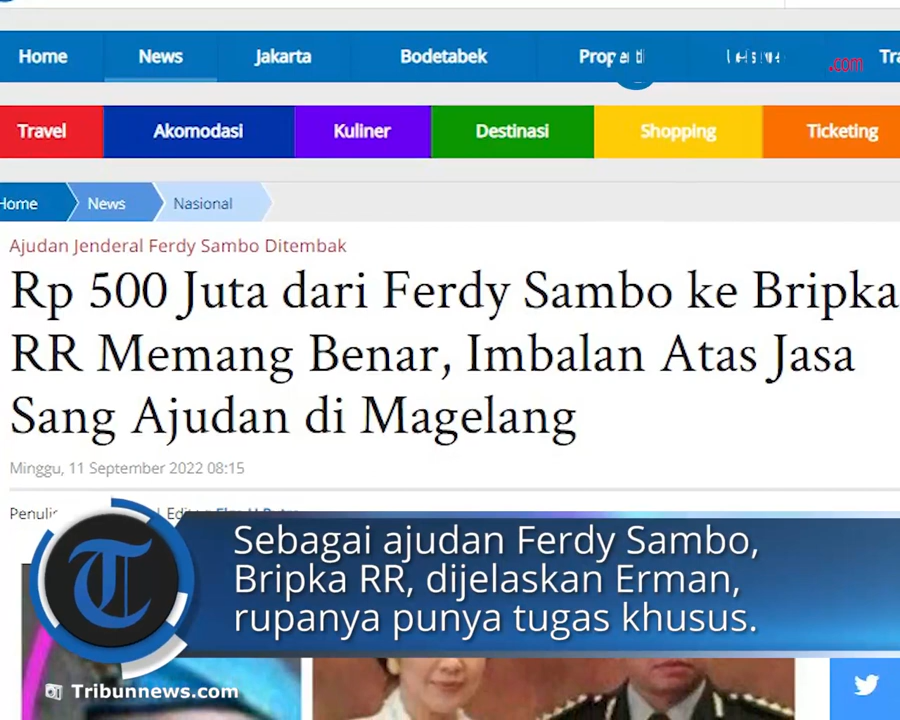 Home News Jakarta Bodetabek
.com
Travel Akomodasi Kuliner Destinasi Shopping Ticketing
Home News Nasional
Ajudan Jenderal Ferdy Sambo Ditembak
Rp 500 Juta dari Ferdy Sambo ke Bripka
RR Memang Benar, Imbalan Atas Jasa
Sang Ajudan di Magelang
Minggu, 11 September 2022 08:15
Sebagai ajudan Ferdy Sambo,
Bripka RR, dijelaskan Erman,
rupanya punya tugas khusus.
T
Tribunnews.com